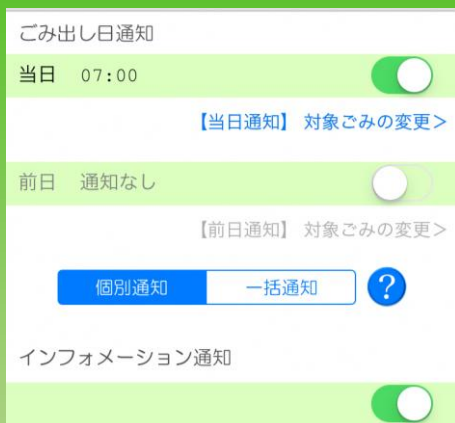 ごみ出し日通知
当日 07:00
【当日通知】 対象ごみの変更>
前日 通知なし
【前日通知】 対象ごみの変更>
個別通知 一括通知 ?
インフォメーション通知